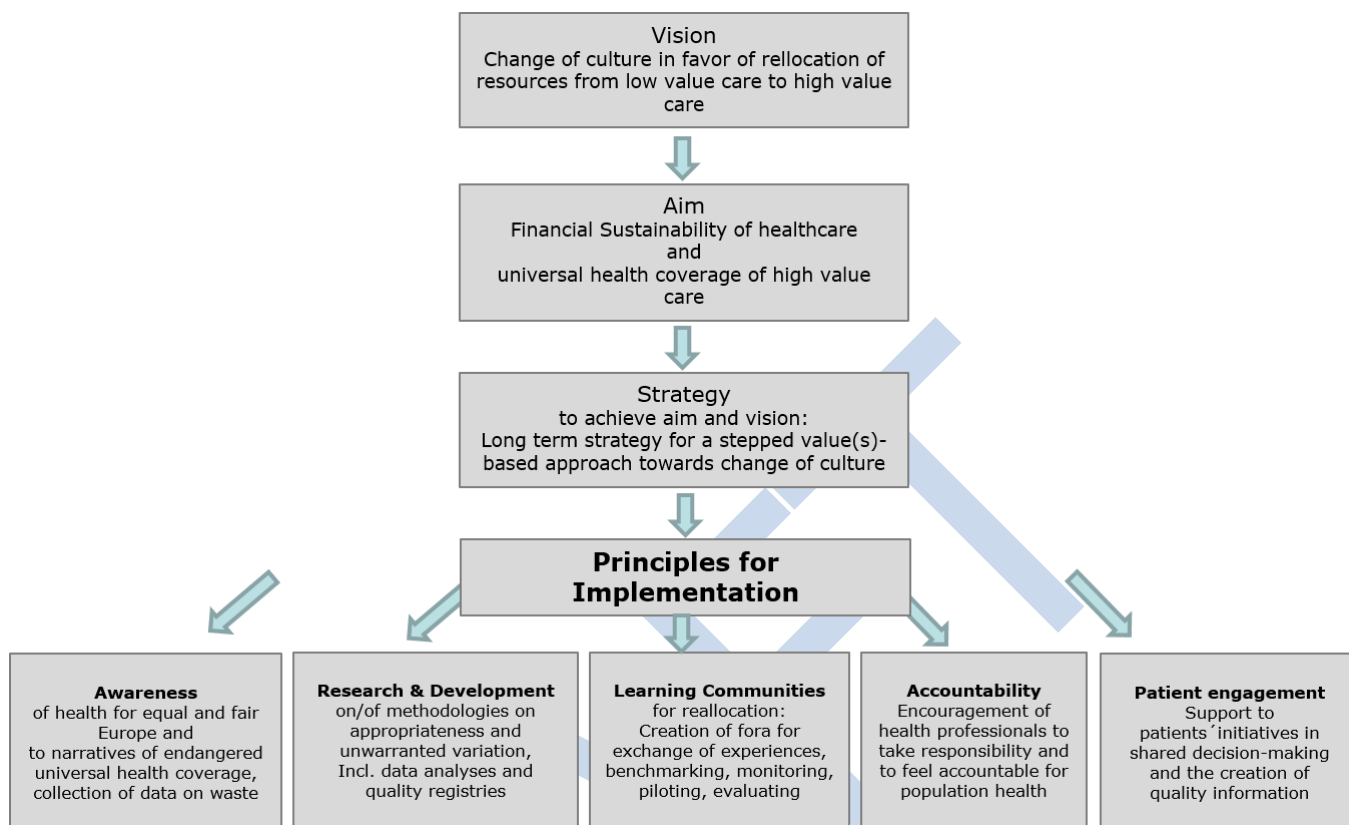 Vision
Change of culture in favor of rellocation of
resources from low value care to high value
care
Aim
Financial Sustainability of healthcare
and
universal health coverage of high value
care
Strategy
to achieve aim and vision:
Long term strategy for a stepped value(s)-
based approach towards change of culture
Principles for
Implementation
Awareness
of health for equal and fair
Europe and
to narratives of endangered
universal health coverage,
collection of data on waste
Research & Development
on/of methodologies on
appropriateness and
unwarranted variation,
Incl. data analyses and
quality registries
Learning Communities
for reallocation:
Creation of fora for
exchange of experiences,
benchmarking, monitoring,
piloting, evaluating
Accountability
Encouragement of
health professionals to
take responsibility and
to feel accountable for
population health
Patient engagement
Support to
patients´initiatives in
shared decision-making
and the creation of
quality information